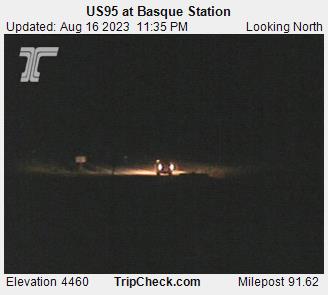 US95 at Basque Station
Updated: Aug 16 2023 11:35 PM Looking North
Elevation 4460 TripCheck.com Milepost 91.62